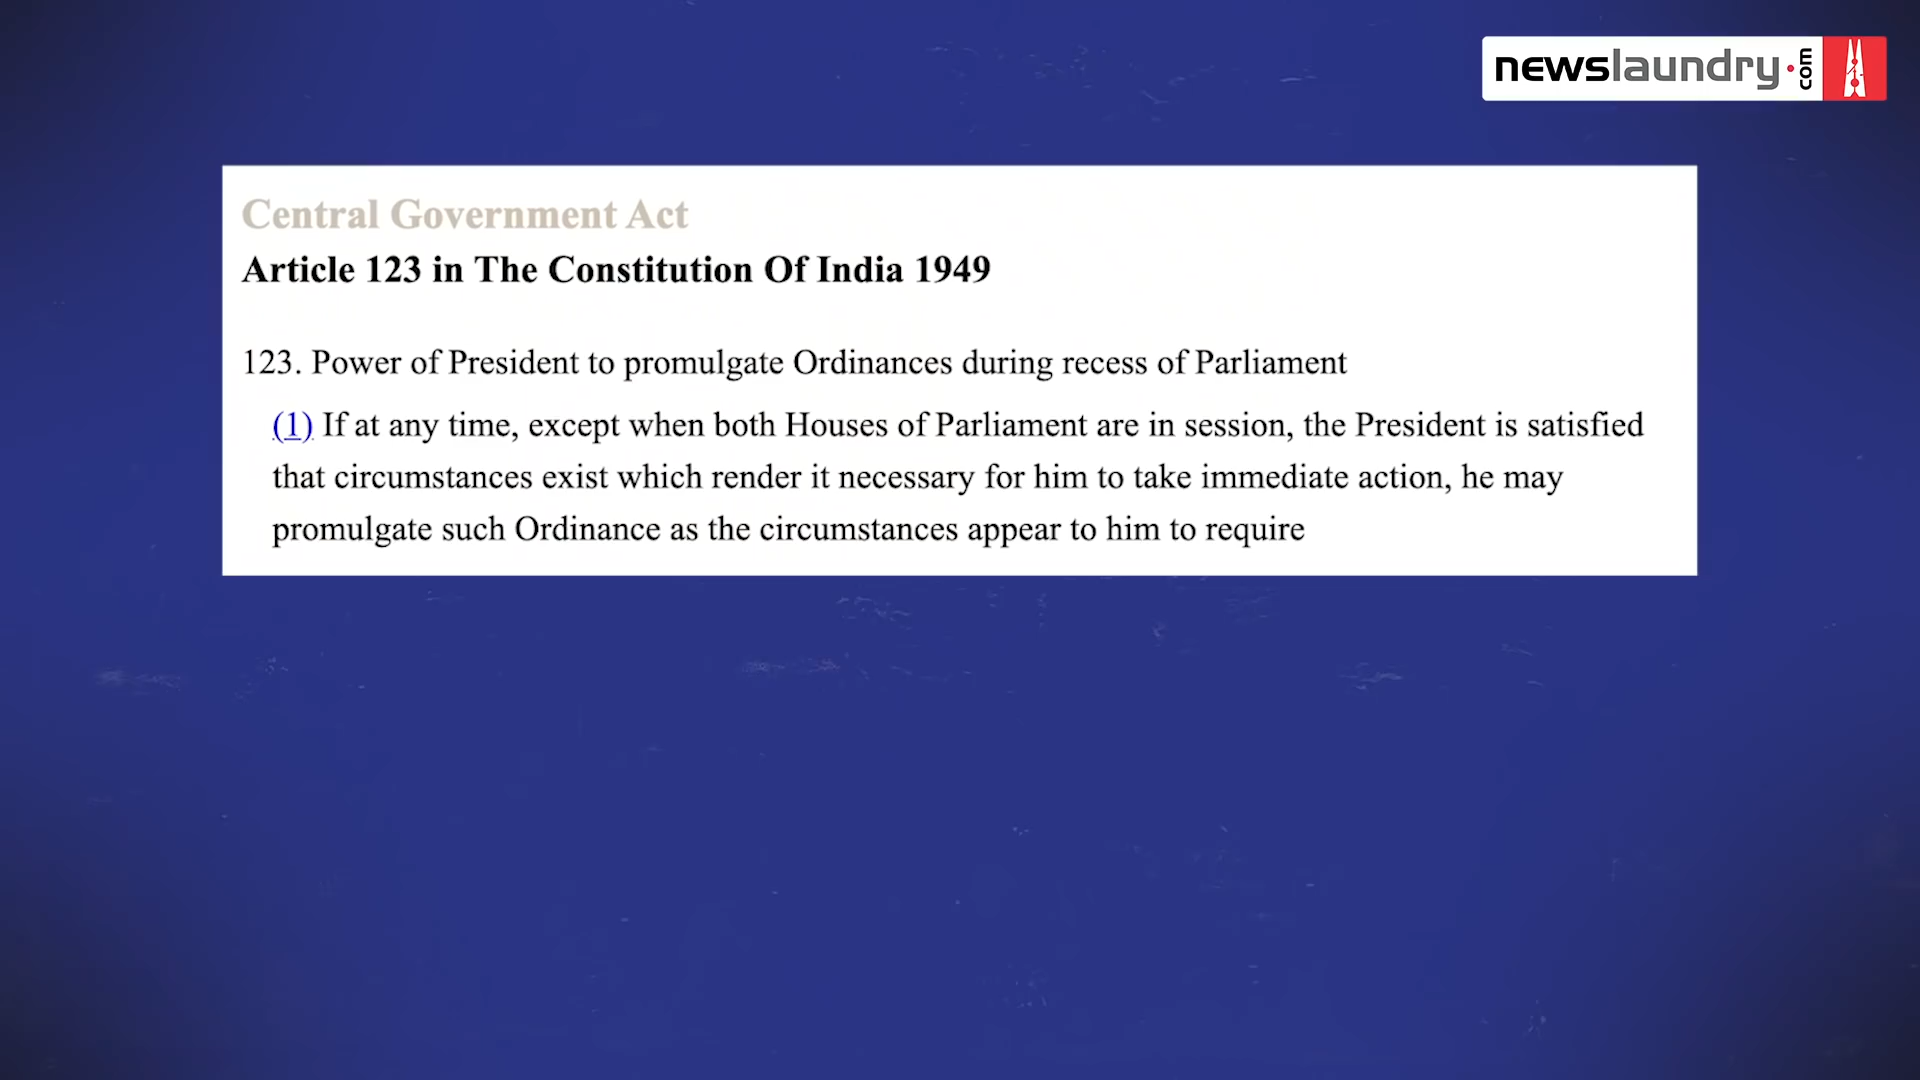 newslaundry.com
Central Government Act
Article 123 in The Constitution Of India 1949
123. Power of President to promulgate Ordinances during recess of Parliament
(1) If at any time, except when both Houses of Parliament are in session, the President is satisfied
that circumstances exist which render it necessary for him to take immediate action, he may
promulgate such Ordinance as the circumstances appear to him to require